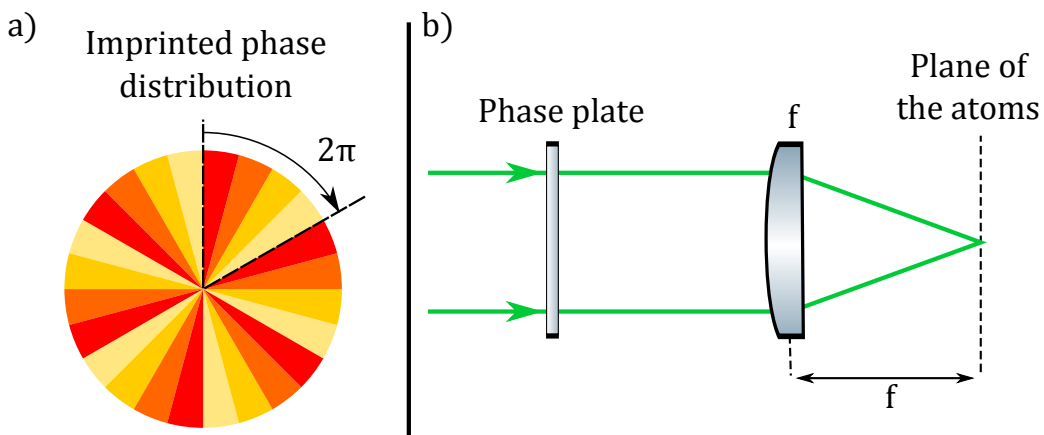 a)
Imprinted phase
distribution
2π
b)
Phase plate
f
Plane of
the atoms
f